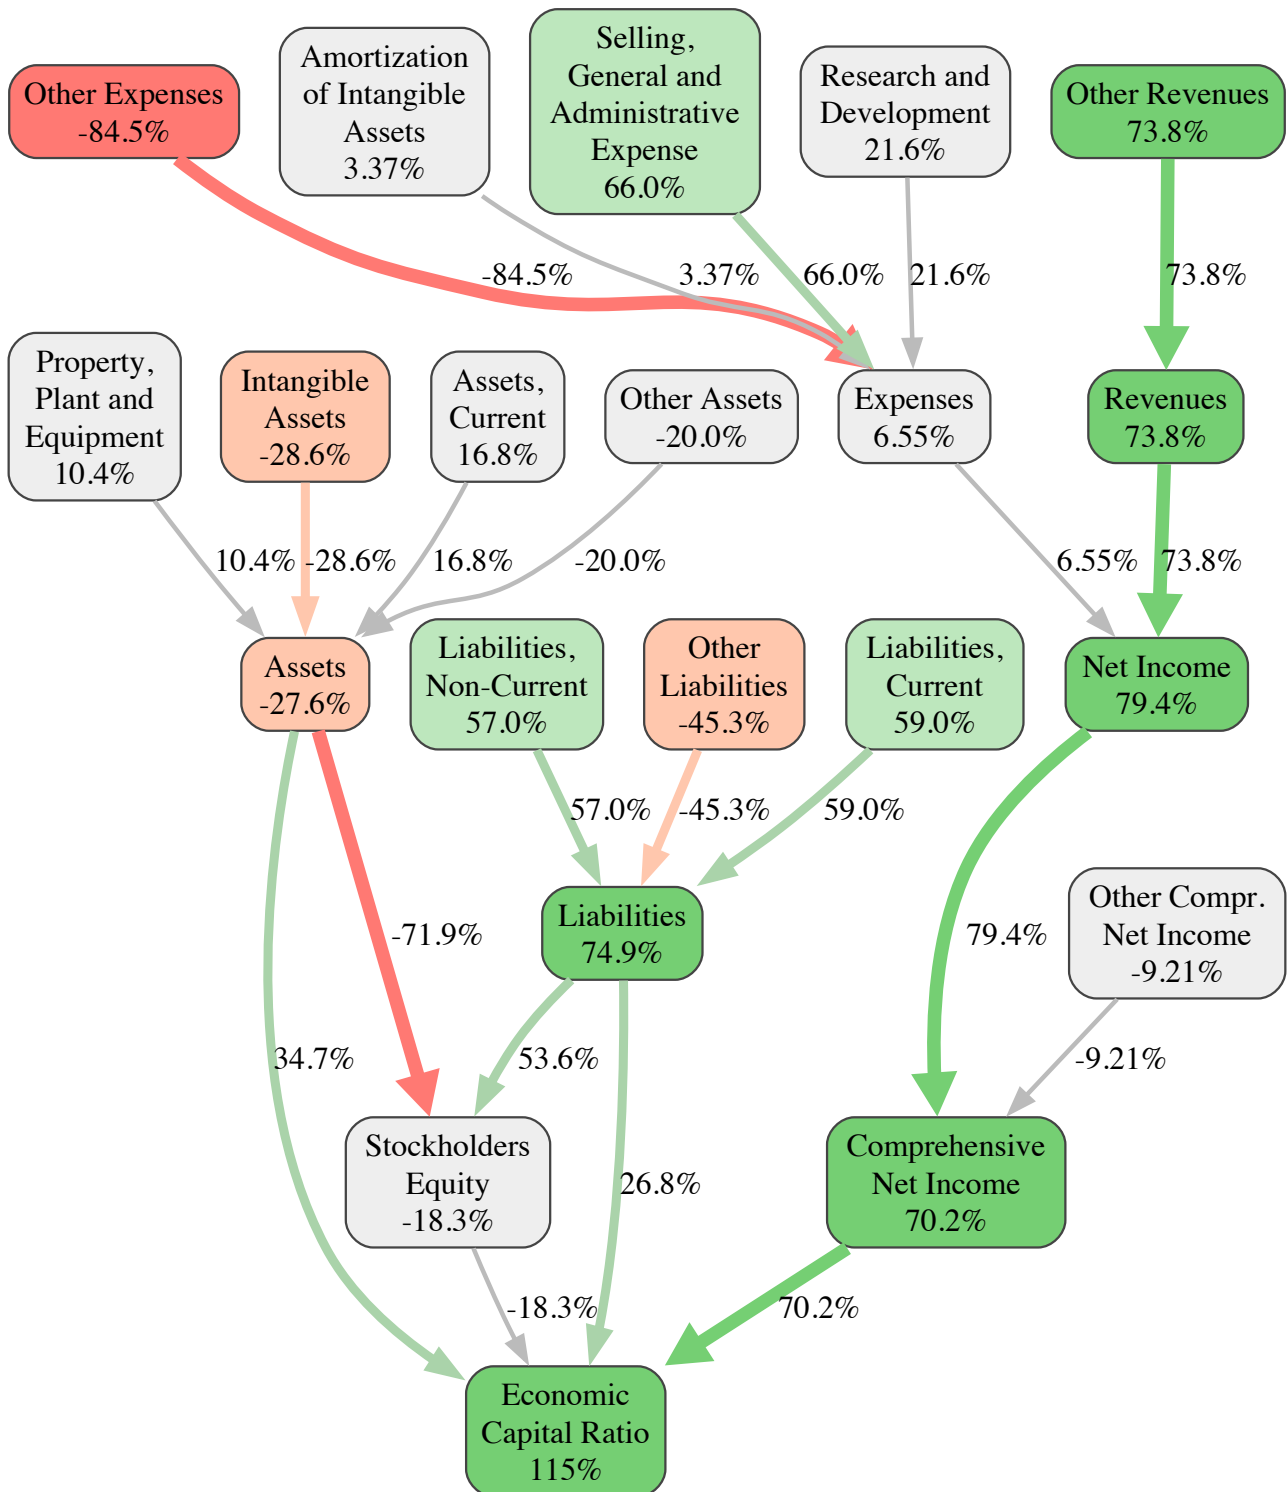 Other Expenses
-84.5%
Amortization
of Intangible
Assets
3.37%
Selling,
General and
Administrative
Expense
66.0%
Research and
Development
21.6%
Other Revenues
73.8%
-84.5%
3.37%
66.0%
21.6%
73.8%
Property,
Plant and
Equipment
10.4%
Intangible
Assets
-28.6%
Assets,
Current
16.8%
Other Assets
-20.0%
Expenses
6.55%
Revenues
73.8%
10.4%
-28.6%
16.8%
-20.0%
6.55%
73.8%
Assets
-27.6%
Liabilities,
Non-Current
57.0%
Other
Liabilities
-45.3%
Liabilities,
Current
59.0%
Net Income
79.4%
57.0%
-45.3%
59.0%
Liabilities
74.9%
-71.9%
79.4%
Other Compr.
Net Income
-9.21%
34.7%
53.6%
-9.21%
Stockholders
Equity
-18.3%
26.8%
Comprehensive
Net Income
70.2%
-18.3%
70.2%
Economic
Capital Ratio
115%